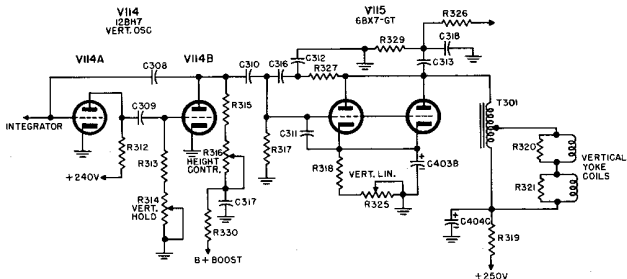 V114
12BH7
VERT. OSC
V115
6BX7-GT
R326
V114A
V114B
C308
C310
C316
C312
R327
R329
C318
C313
T301
INTEGRATOR
C309
R312
R315
C311
R320
VERTICAL
YOKE
COILS
R321
+240V
R313
R316
HEIGHT
CONTR.
R317
R318
VERT. LIN.
R325
C403B
R314
VERT.
HOLD
C317
R330
B+ BOOST
C404C
R319
+250V